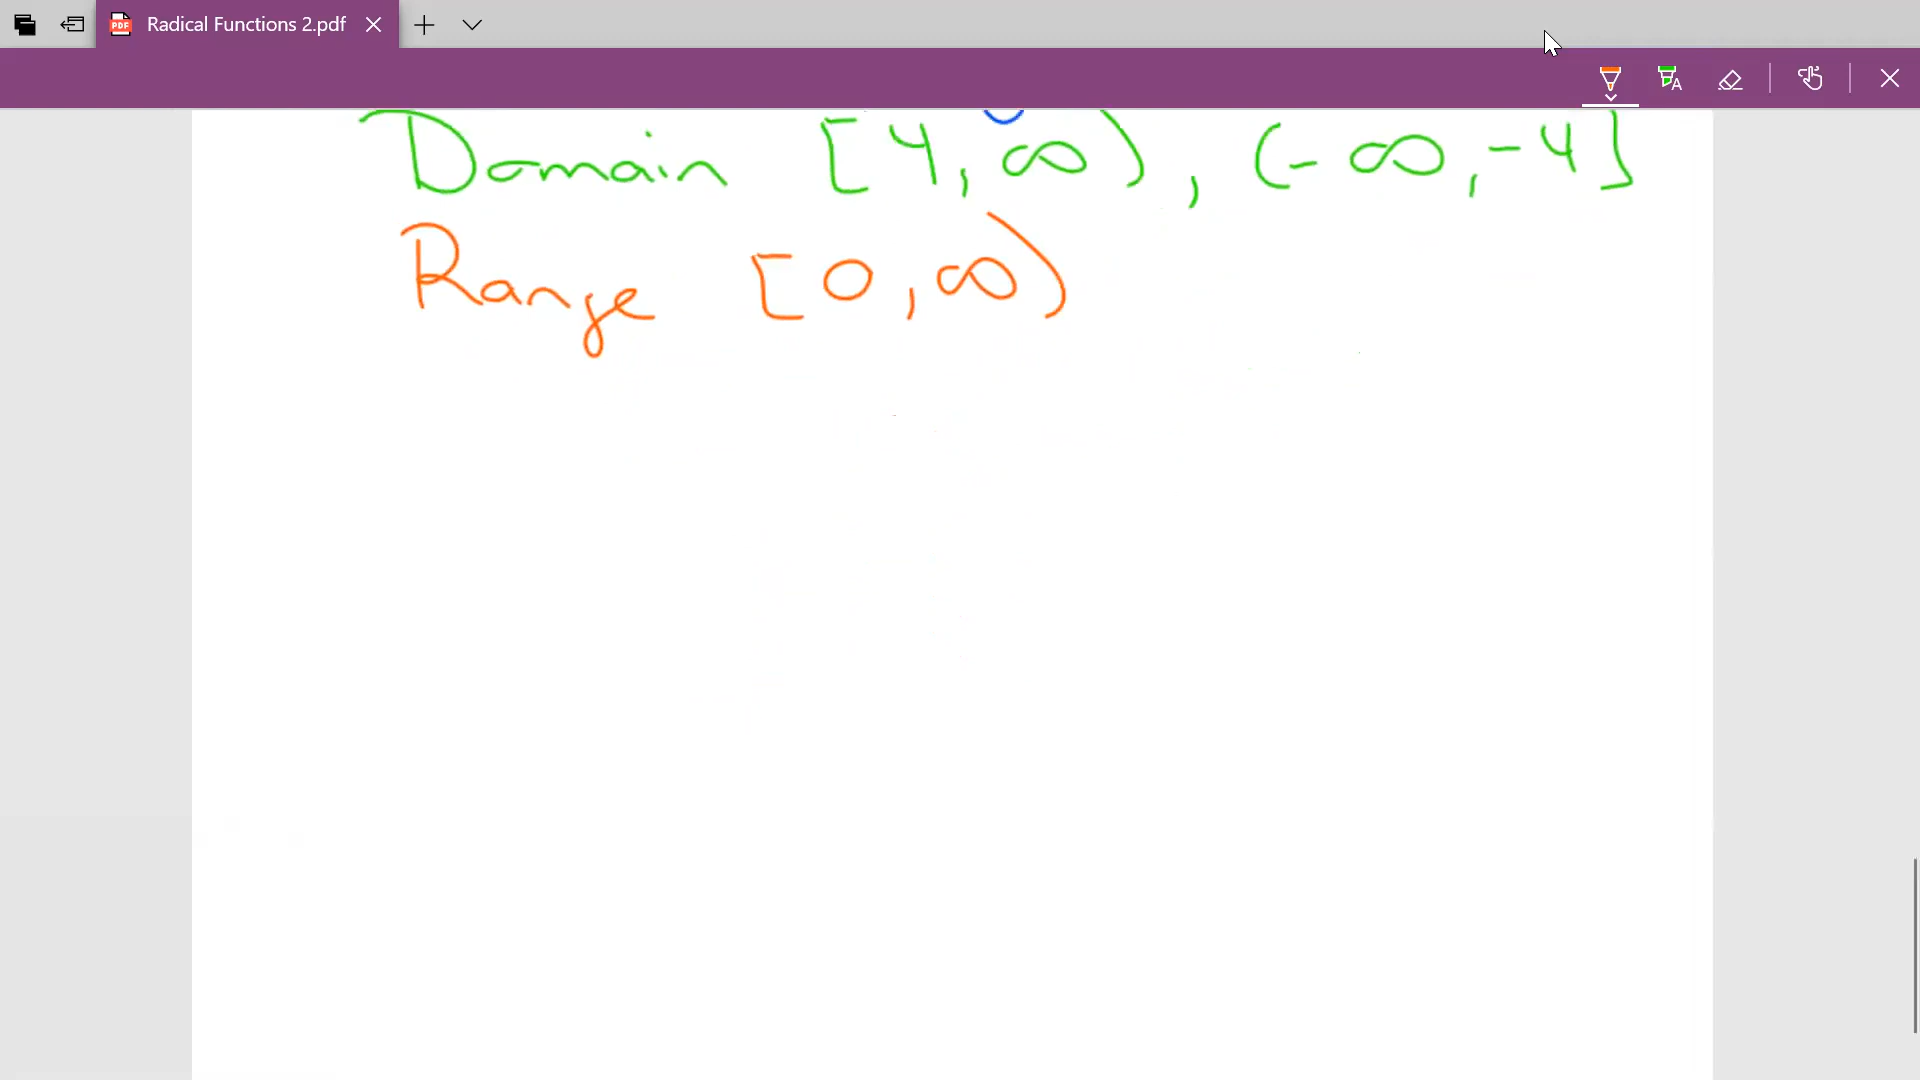 Radical Functions 2.pdf
Domain [4, ∞), (-∞, -4]
Range [0, ∞)